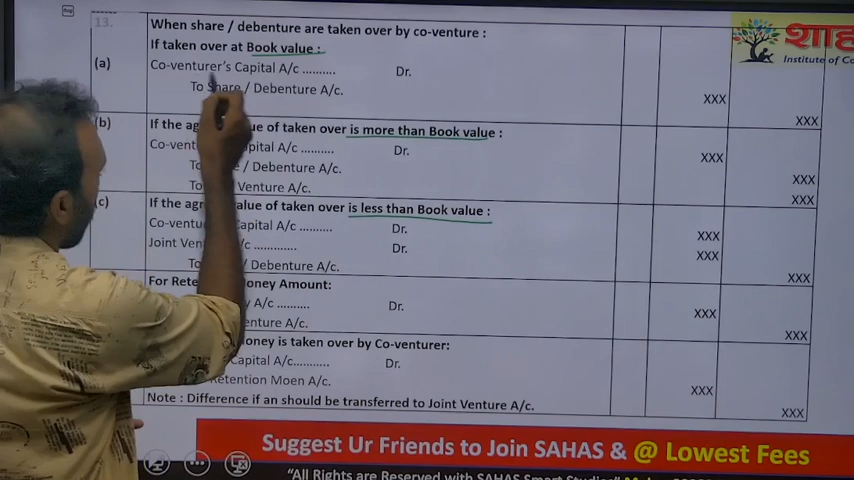 13.
When share / debenture are taken over by co-venture :
If taken over at Book value :
(a)
Co-venturer's Capital A/c .......... Dr.
To Share / Debenture A/c.
XXX
XXX
(b)
If the ag value of taken over is more than Book value :
Co-vent pital A/c .......... Dr.
XXX
To / Debenture A/c.
XXX
To Venture A/c.
XXX
(c)
If the agr value of taken over is less than Book value :
Co-ventu Capital A/c .......... Dr.
XXX
Joint Ven /c ............. Dr.
XXX
To / Debenture A/c.
XXX
For Rete Money Amount:
A/c .......... Dr.
XXX
enture A/c.
XXX
oney is taken over by Co-venturer:
Capital A/c........... Dr.
XXX
Retention Moen A/c.
XXX
Note : Difference if an should be transferred to Joint Venture A/c.
Institute of Co
Suggest Ur Friends to Join SAHAS & @ Lowest Fees
"All Rights are Reserved with SAHAS Smart Studies"